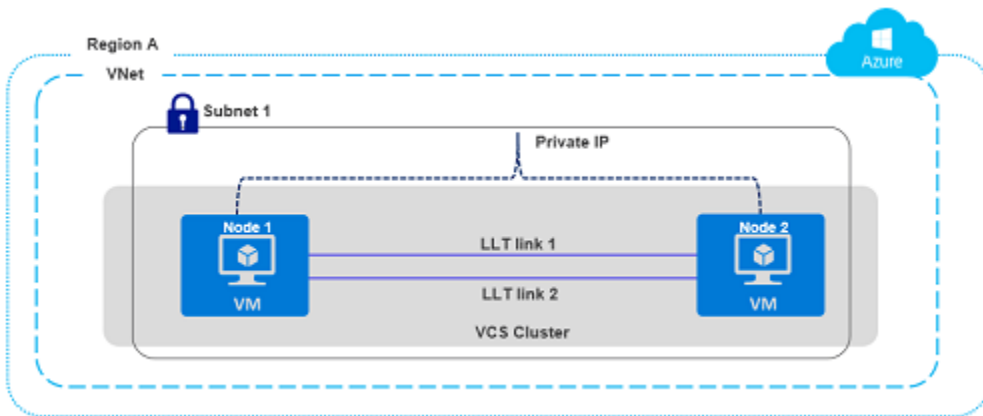 Region A
Azure
VNet
Subnet 1
Private IP
Node 1
Node 2
LLT link 1
LLT link 2
VM
VM
VCS Cluster